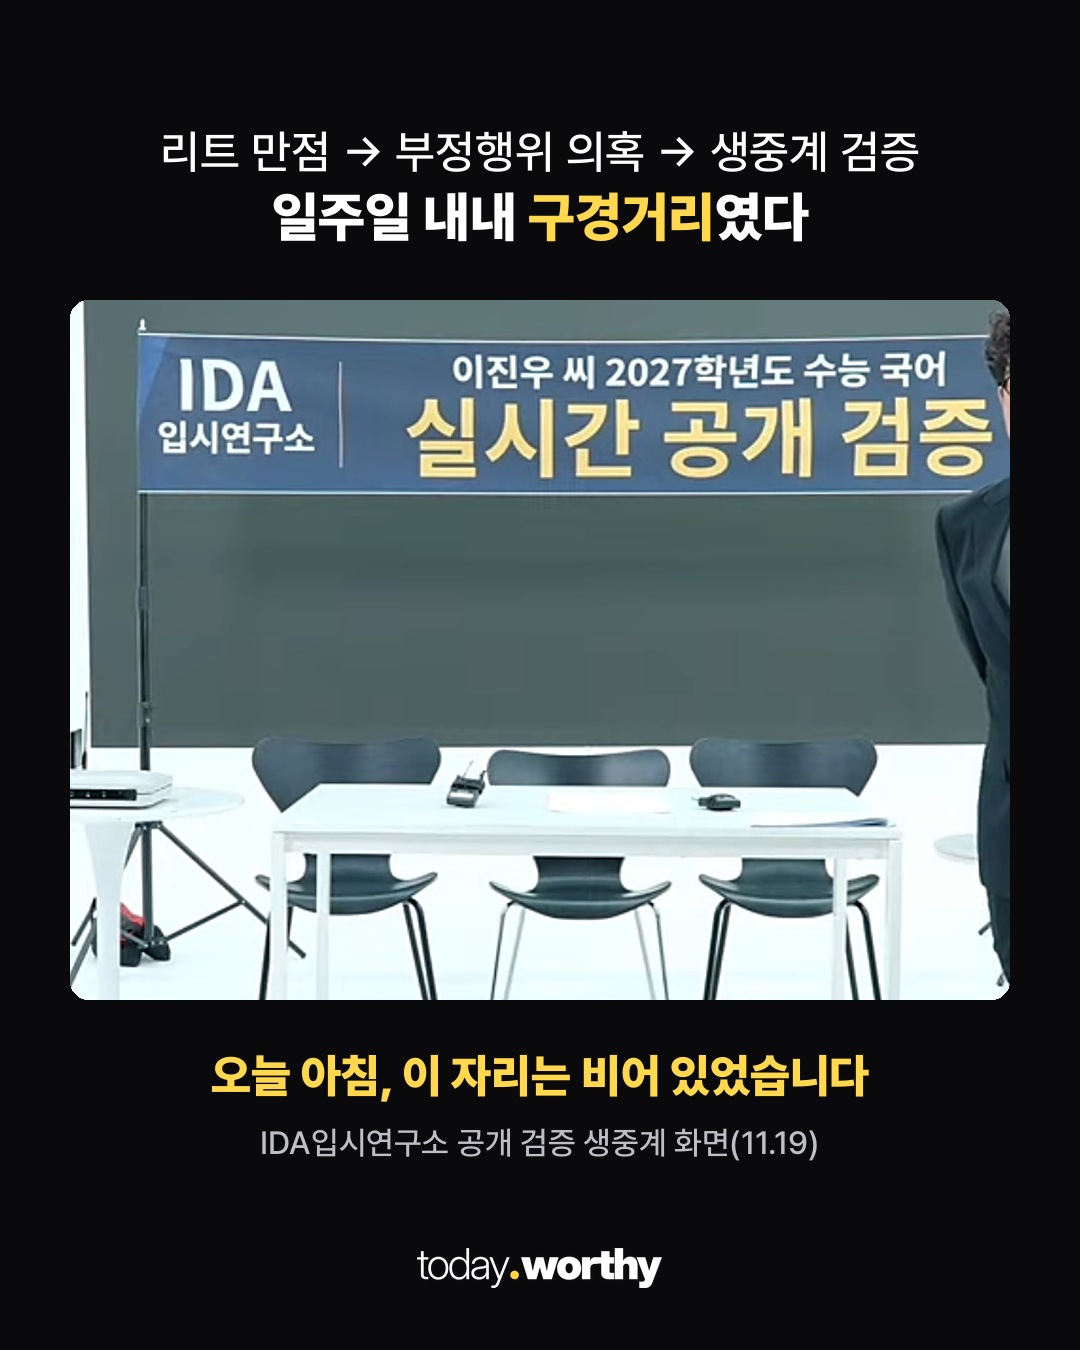 리트 만점 → 부정행위 의혹 → 생중계 검증
일주일 내내 구경거리였다
IDA
입시연구소
이진우 씨 2027학년도 수능 국어
실시간 공개 검증
오늘 아침, 이 자리는 비어 있었습니다
IDA입시연구소 공개 검증 생중계 화면(11.19)
today.worthy